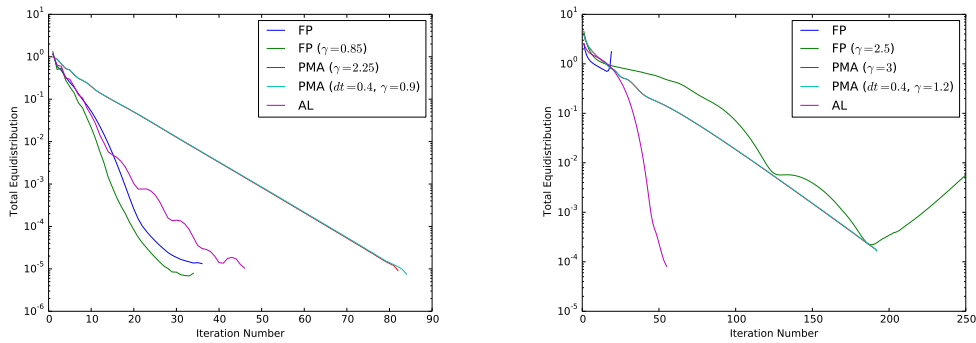 10^1
10^0
10^-1
10^-2
10^-3
10^-4
10^-5
10^-6
Total Equidistribution
0 10 20 30 40 50 60 70 80 90
Iteration Number
FP
FP (γ=0.85)
PMA (γ=2.25)
PMA (dt=0.4, γ=0.9)
AL
10^1
10^0
10^-1
10^-2
10^-3
10^-4
10^-5
Total Equidistribution
0 50 100 150 200 250
Iteration Number
FP
FP (γ=2.5)
PMA (γ=3)
PMA (dt=0.4, γ=1.2)
AL